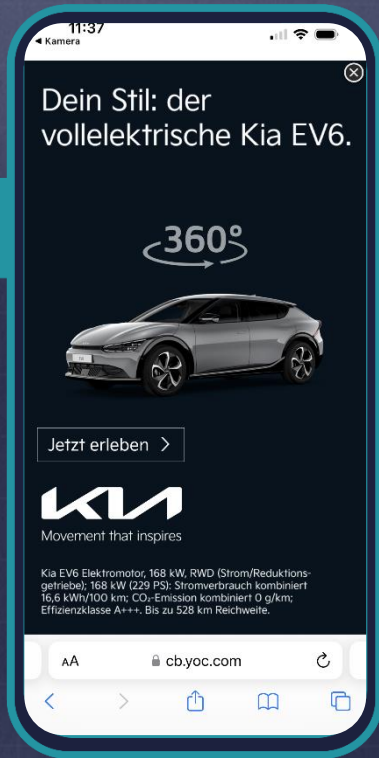 11:37
◀ Kamera
Dein Stil: der
vollelektrische Kia EV6.
360°
Jetzt erleben >
KIA
Movement that inspires
Kia EV6 Elektromotor, 168 kW, RWD (Strom/Reduktions-
getriebe); 168 kW (229 PS): Stromverbrauch kombiniert
16,6 kWh/100 km; CO₂-Emission kombiniert 0 g/km;
Effizienzklasse A+++. Bis zu 528 km Reichweite.
AA cb.yoc.com